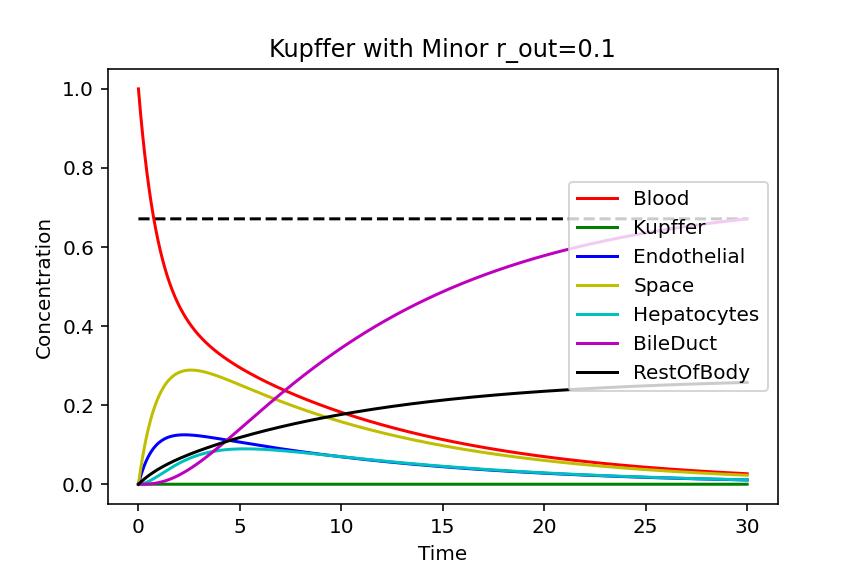 Kupffer with Minor r_out=0.1
1.0
0.8
0.6
0.4
0.2
0.0
Concentration
Blood
Kupffer
Endothelial
Space
Hepatocytes
BileDuct
RestOfBody
0 5 10 15 20 25 30
Time